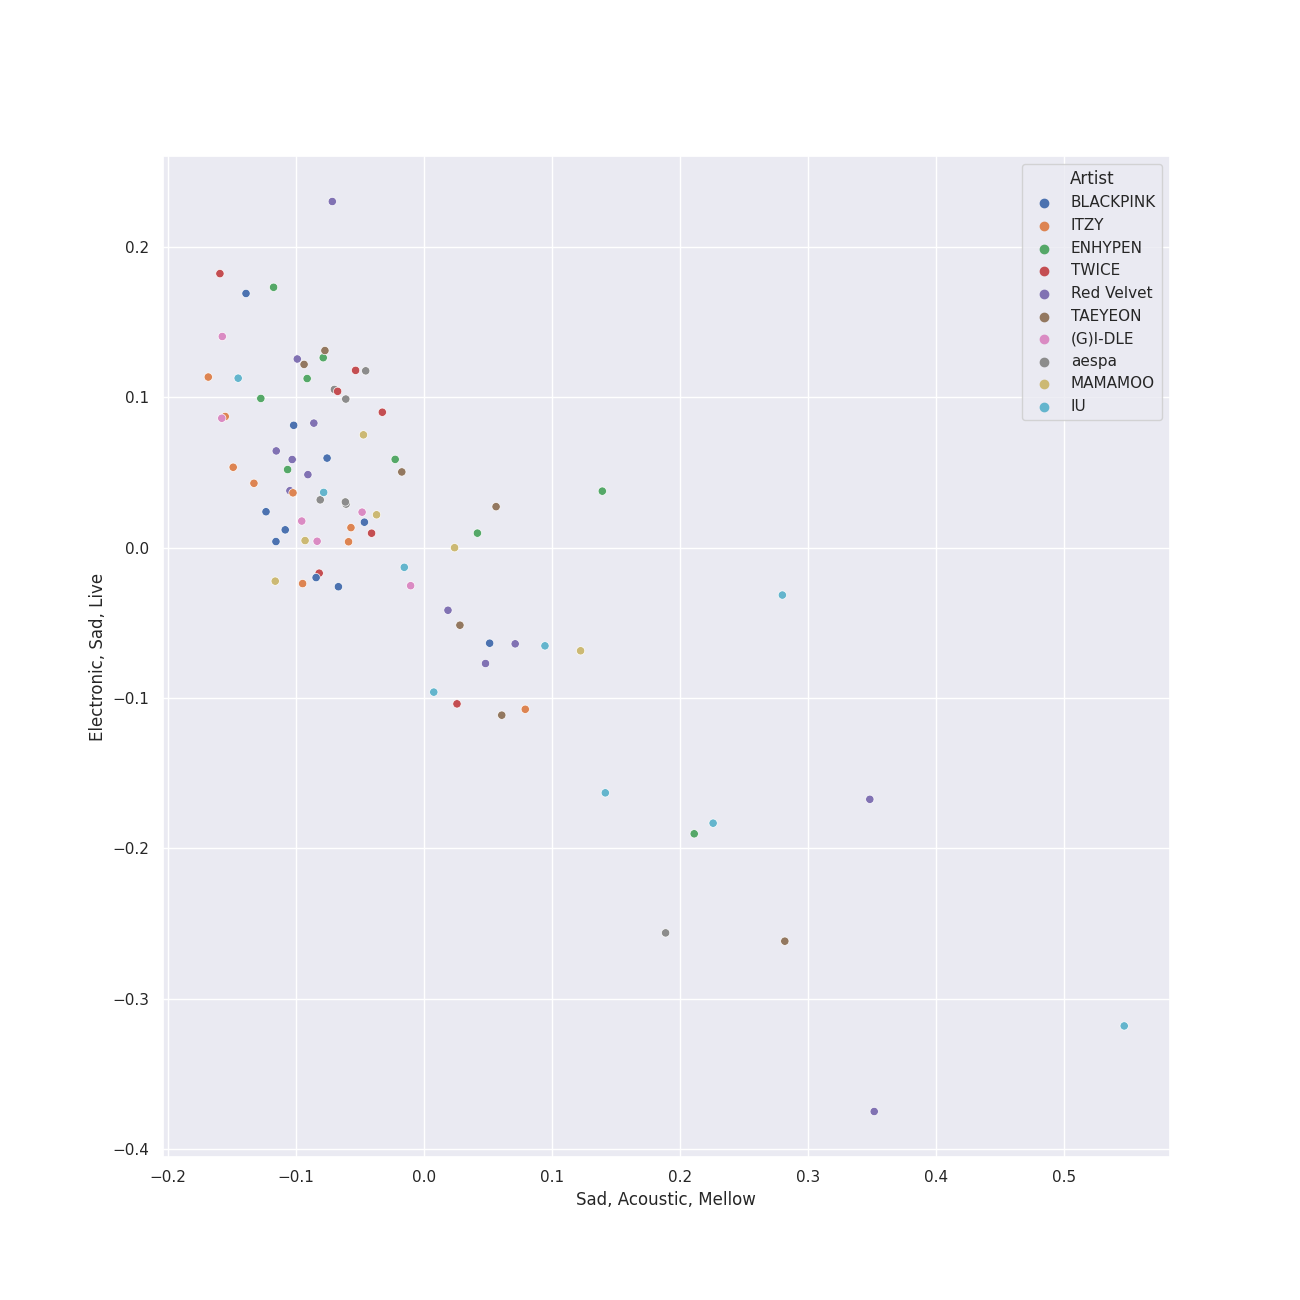 Artist
BLACKPINK
ITZY
ENHYPEN
TWICE
Red Velvet
TAEYEON
(G)I-DLE
aespa
MAMAMOO
IU
0.2
0.1
0.0
−0.1
−0.2
−0.3
−0.4
Electronic, Sad, Live
−0.2 −0.1 0.0 0.1 0.2 0.3 0.4 0.5
Sad, Acoustic, Mellow